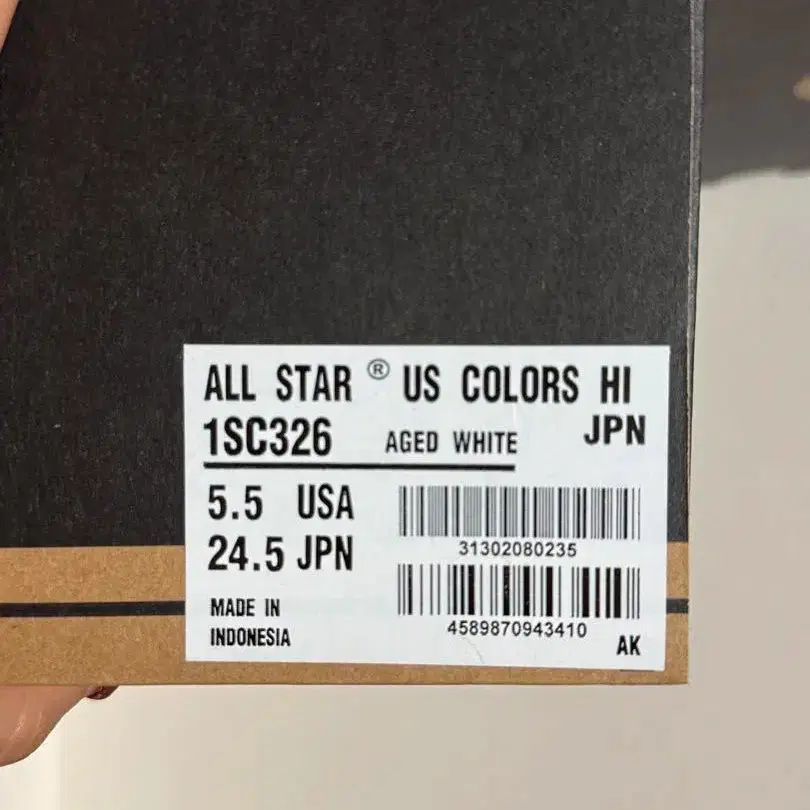 ALL STAR ® US COLORS HI
1SC326 AGED WHITE JPN
5.5 USA
24.5 JPN
31302080235
MADE IN
INDONESIA
4589870943410
AK